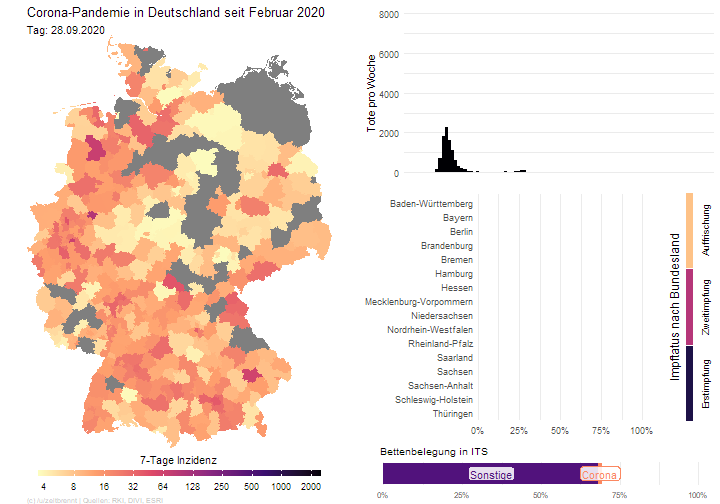 Corona-Pandemie in Deutschland seit Februar 2020
Tag: 28.09.2020
7-Tage Inzidenz
4 8 16 32 64 125 250 500 1000 2000
(c) /u/zeitbrennt | Quellen: RKI, DIVI, ESRI
Tote pro Woche
8000
6000
4000
2000
0
Baden-Württemberg
Bayern
Berlin
Brandenburg
Bremen
Hamburg
Hessen
Mecklenburg-Vorpommern
Niedersachsen
Nordrhein-Westfalen
Rheinland-Pfalz
Saarland
Sachsen
Sachsen-Anhalt
Schleswig-Holstein
Thüringen
0% 25% 50% 75% 100%
Impfstatus nach Bundesland
Auffrischung
Zweitimpfung
Erstimpfung
Bettenbelegung in ITS
Sonstige Corona
0% 25% 50% 75% 100%